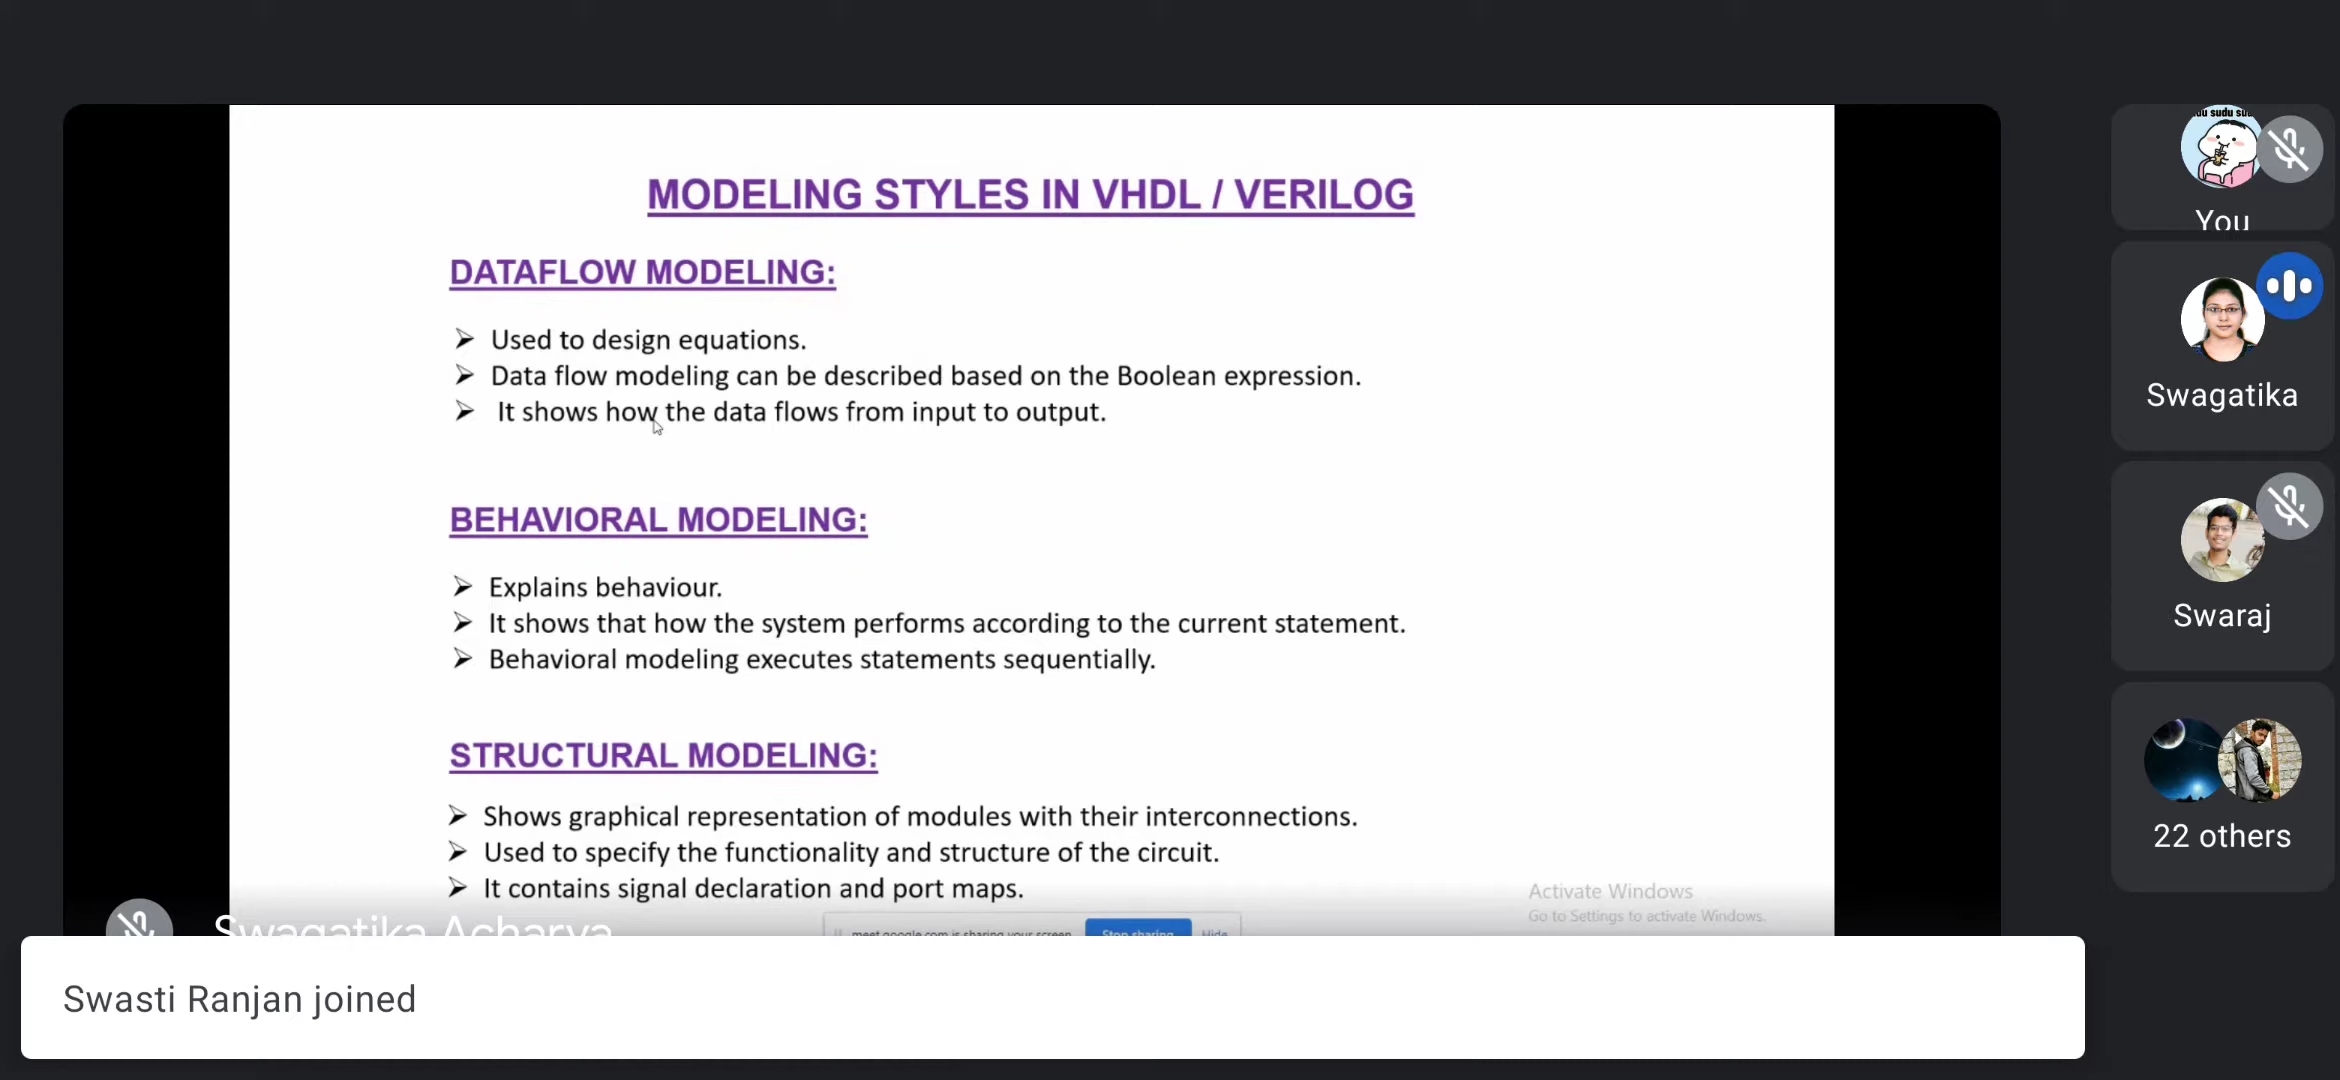 MODELING STYLES IN VHDL / VERILOG
DATAFLOW MODELING:
➢ Used to design equations.
➢ Data flow modeling can be described based on the Boolean expression.
➢ It shows how the data flows from input to output.
BEHAVIORAL MODELING:
➢ Explains behaviour.
➢ It shows that how the system performs according to the current statement.
➢ Behavioral modeling executes statements sequentially.
STRUCTURAL MODELING:
➢ Shows graphical representation of modules with their interconnections.
➢ Used to specify the functionality and structure of the circuit.
➢ It contains signal declaration and port maps.
Activate Windows
Go to Settings to activate Windows.
Swagatika Acharya
meet.google.com is sharing your screen.
Stop sharing
Hide
Swasti Ranjan joined
sudu
You
Swagatika
Swaraj
22 others